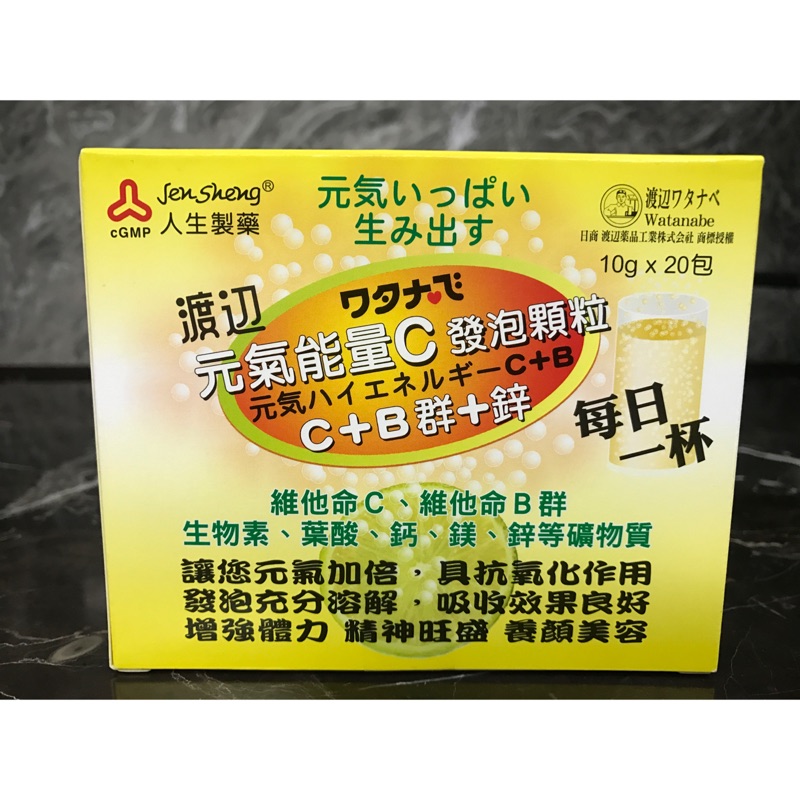 Jen Sheng®
cGMP 人生製藥
元気いっぱい
生み出す
渡辺ワタナベ
Watanabe
日商 渡辺薬品工業株式会社 商標授權
10g x 20包
渡辺
ワタナベ
元氣能量C發泡顆粒
元気ハイエネルギーC+B
C+B群+鋅
每日
一杯
維他命C、維他命B群
生物素、葉酸、鈣、鎂、鋅等礦物質
讓您元氣加倍，具抗氧化作用
發泡充分溶解，吸收效果良好
增強體力 精神旺盛 養顏美容